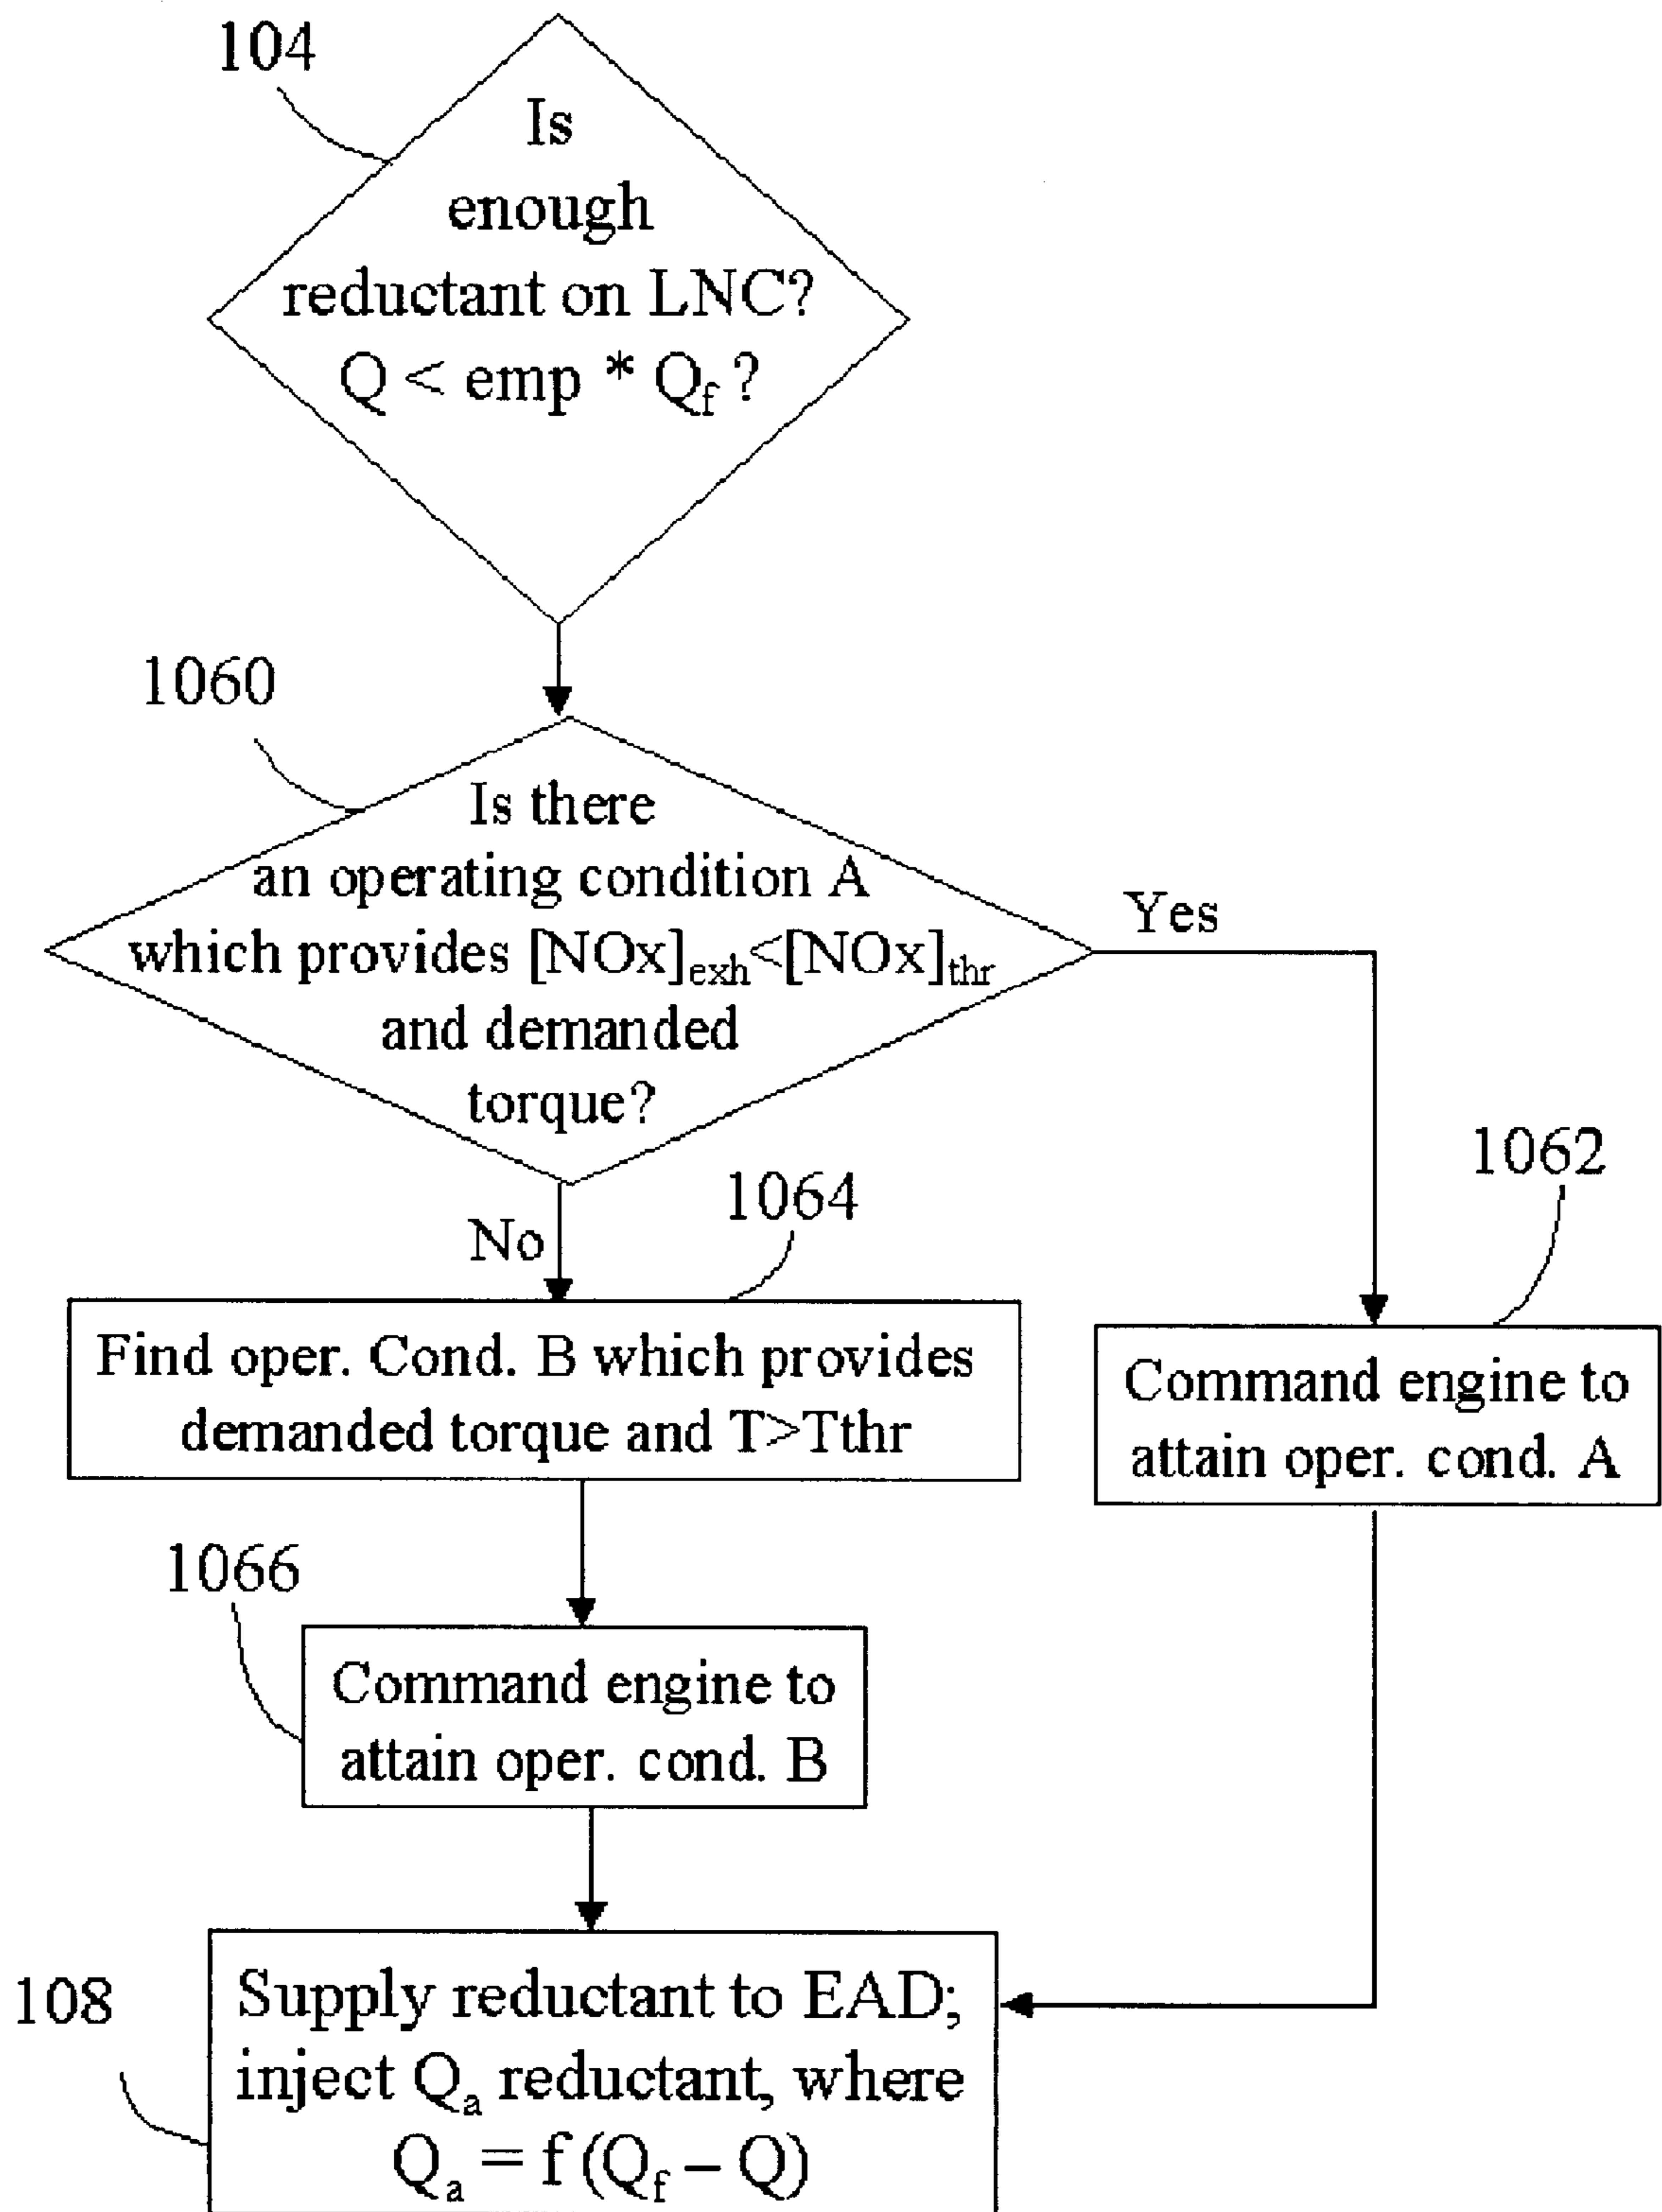 104
Is
enough
reductant on LNC?
Q < emp * Qf ?
1060
Is there
an operating condition A
which provides [NOx]exh<[NOx]thr
and demanded
torque?
Yes
1062
No
1064
Find oper. Cond. B which provides
demanded torque and T>Tthr
Command engine to
attain oper. cond. A
1066
Command engine to
attain oper. cond. B
108
Supply reductant to EAD;
inject Qa reductant, where
Qa = f (Qf – Q)